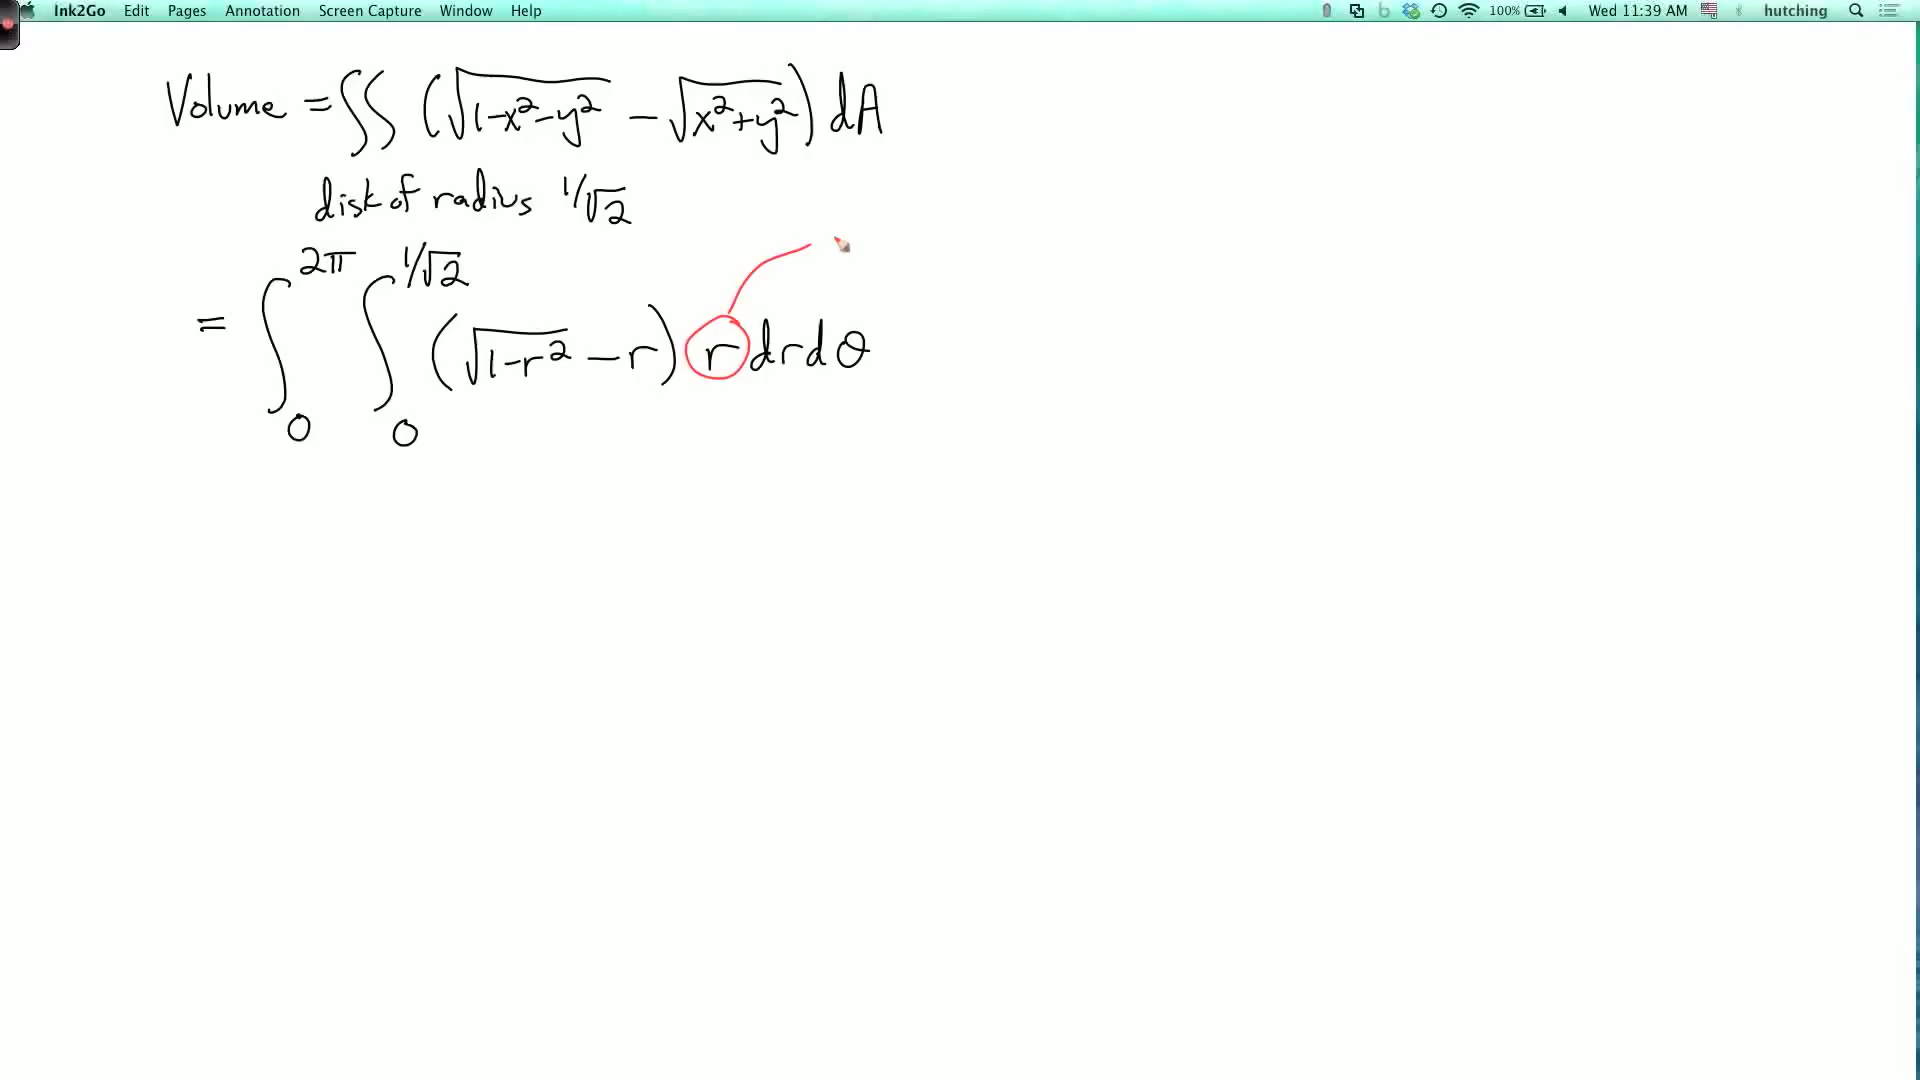 Ink2Go Edit Pages Annotation Screen Capture Window Help 100% Wed 11:39 AM hutching
Volume = ∬ (√(1-x²-y²) - √(x²+y²)) dA
disk of radius 1/√2
= ∫₀^2π ∫₀^1/√2 (√(1-r²) - r) r dr dθ